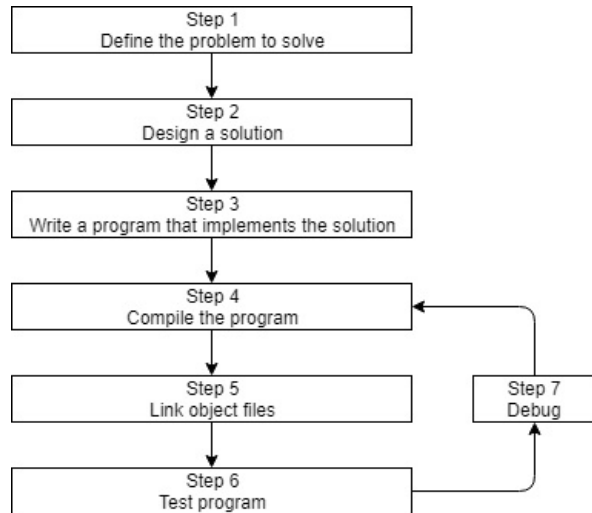 Step 1
Define the problem to solve
Step 2
Design a solution
Step 3
Write a program that implements the solution
Step 4
Compile the program
Step 5
Link object files
Step 7
Debug
Step 6
Test program